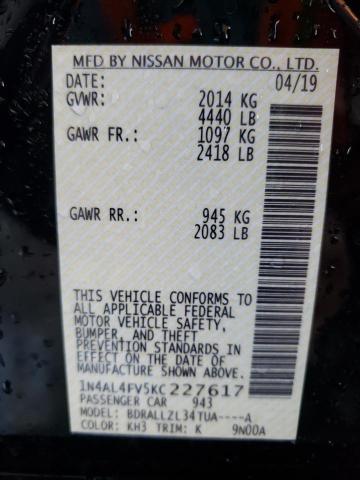 MFD BY NISSAN MOTOR CO., LTD.
DATE: 04/19
GVWR: 2014 KG
4440 LB
GAWR FR: 1097 KG
2418 LB
GAWR RR: 945 KG
2083 LB
THIS VEHICLE CONFORMS TO
ALL APPLICABLE FEDERAL
MOTOR VEHICLE SAFETY,
BUMPER, AND THEFT
PREVENTION STANDARDS
IN EFFECT ON THE DATE OF
MANUFACTURE SHOWN ABOVE.
1N4AL4FV5KC227617
PASSENGER CAR 943
MODEL: BDRALLZL34TUA----A
COLOR: KH3 TRIM: K 9N00A